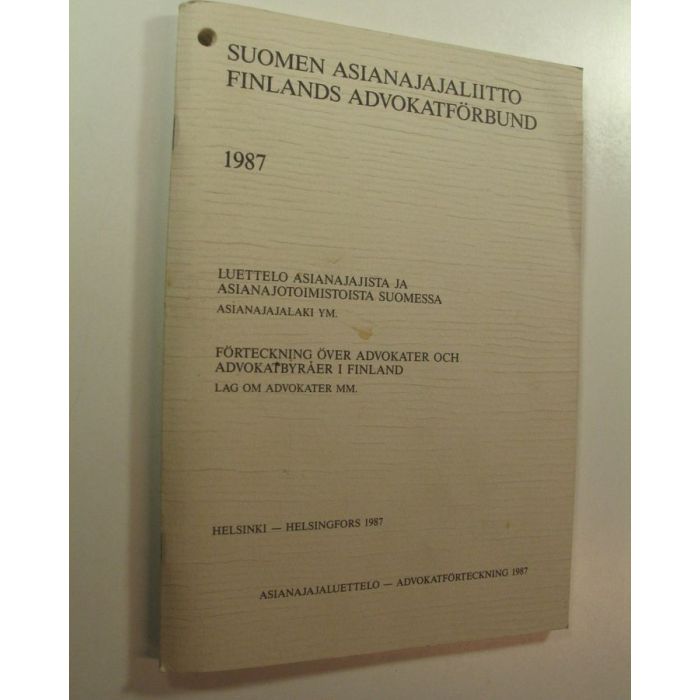 SUOMEN ASIANAJAJALIITTO
FINLANDS ADVOKATFÖRBUND
1987
LUETTELO ASIANAJAJISTA JA
ASIANAJOTOIMISTOISTA SUOMESSA
ASIANAJAJALAKI YM.
FÖRTECKNING ÖVER ADVOKATER OCH
ADVOKATBYRÅER I FINLAND
LAG OM ADVOKATER MM.
HELSINKI — HELSINGFORS 1987
ASIANAJAJALUETTELO — ADVOKATFÖRTECKNING 1987